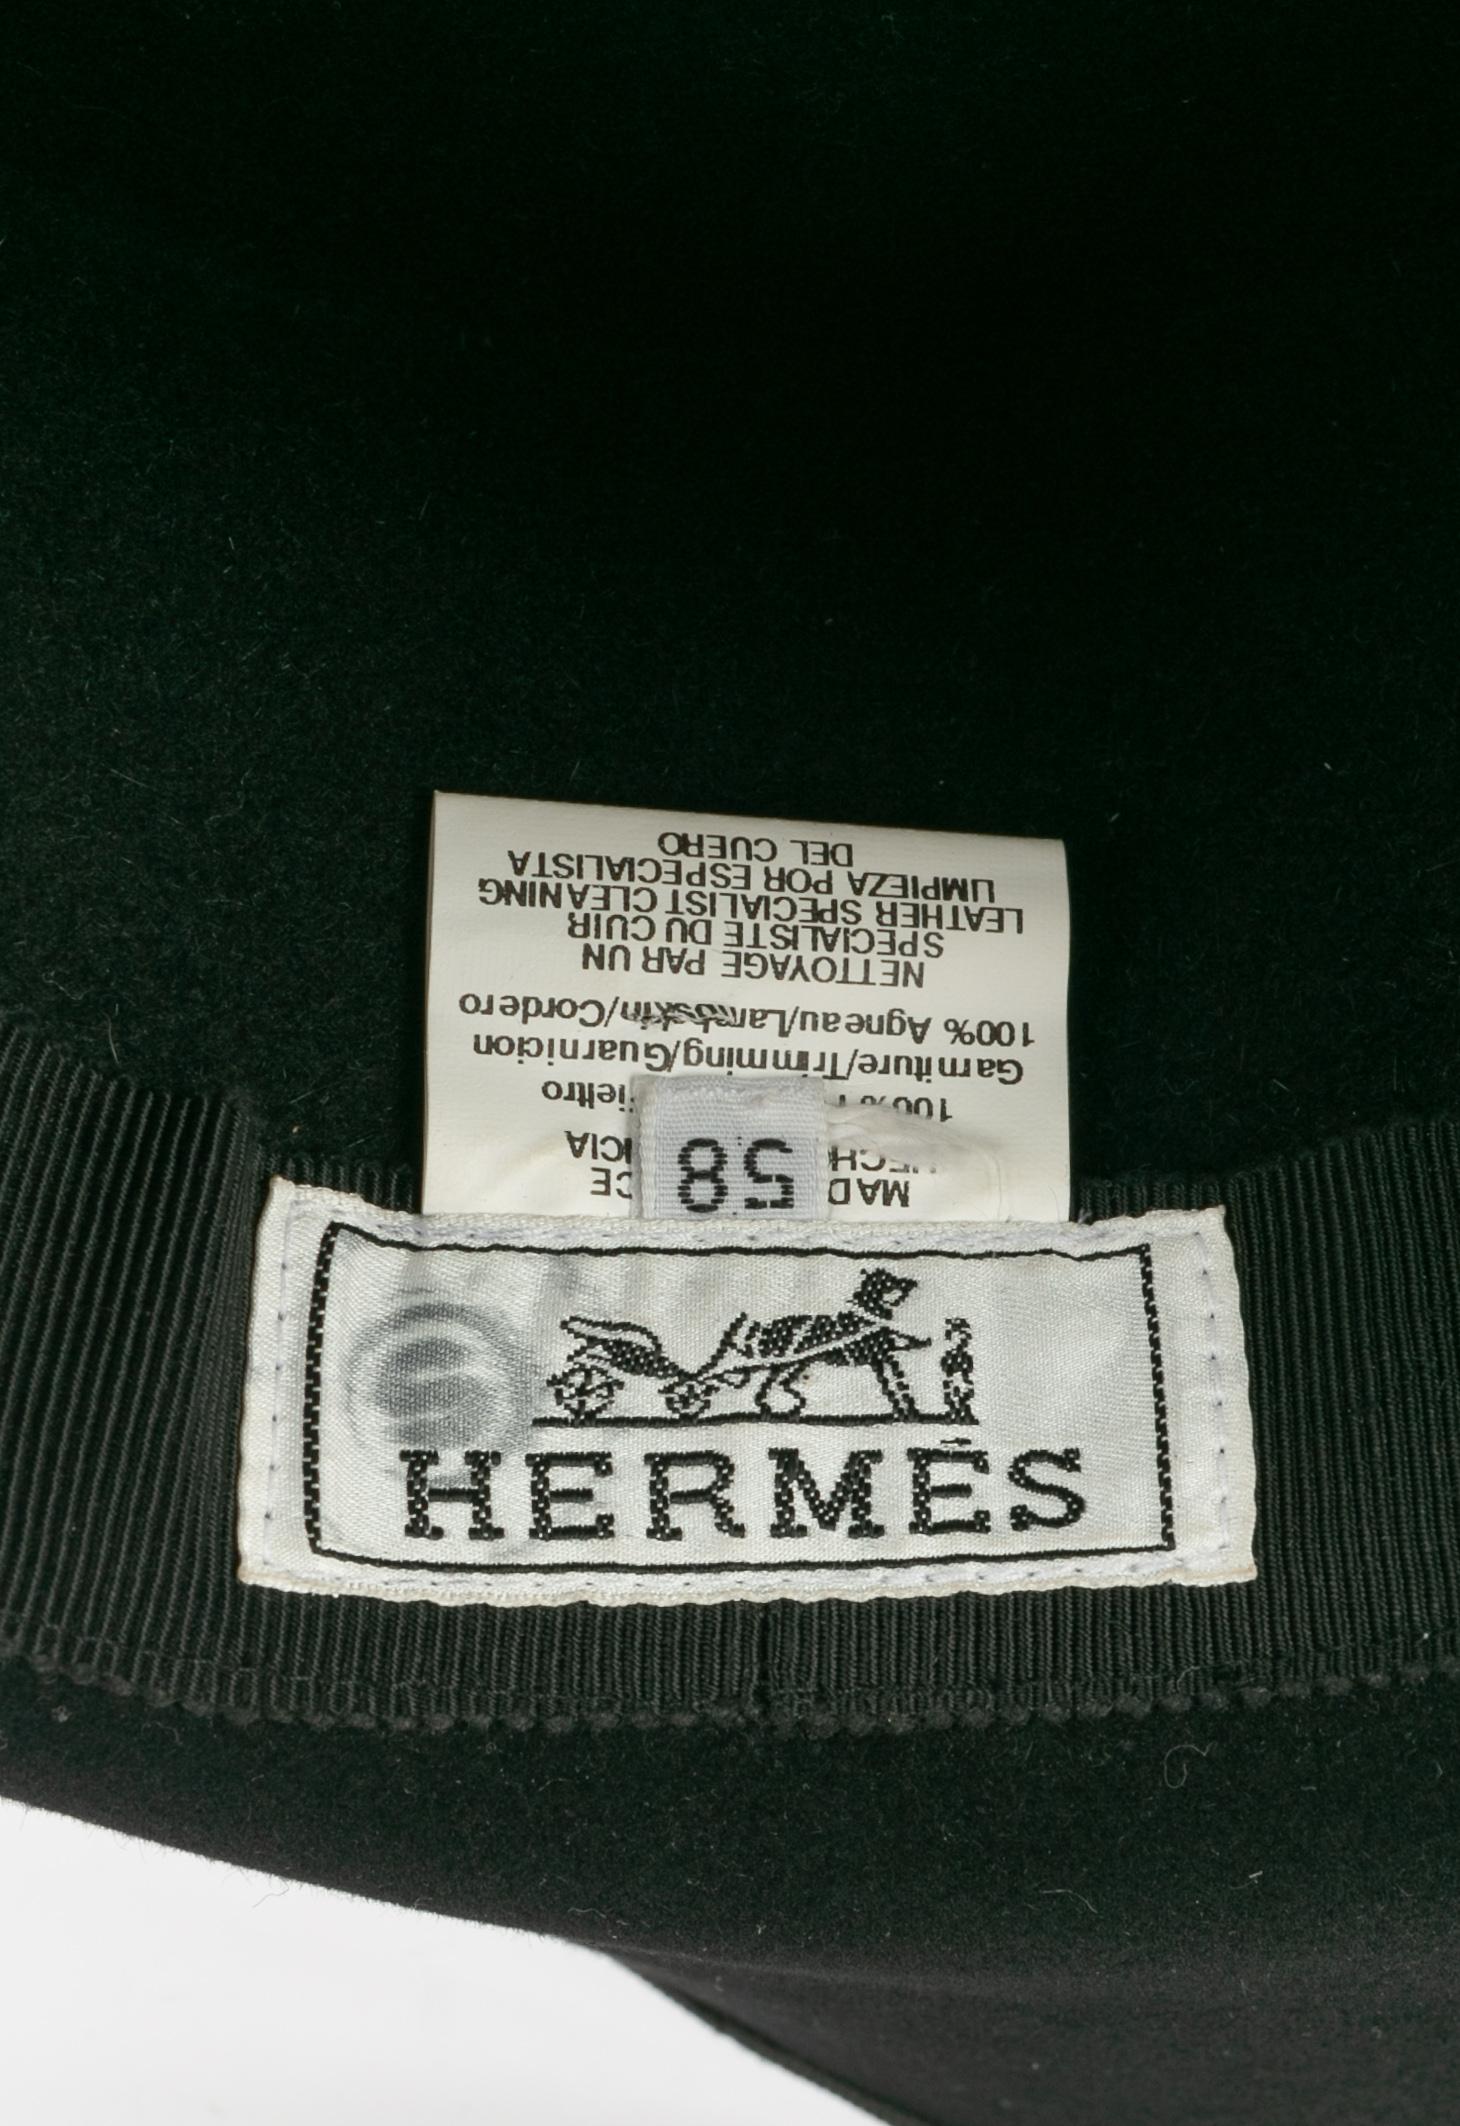 HERMÈS
58
100%
Garniture/Trimming/Guarnicion
100% Agneau/Lambskin/Cordero
NETTOYAGE PAR UN
SPECIALISTE DU CUIR
LEATHER SPECIALIST CLEANING
LIMPIEZA POR ESPECIALISTA
DEL CUERO